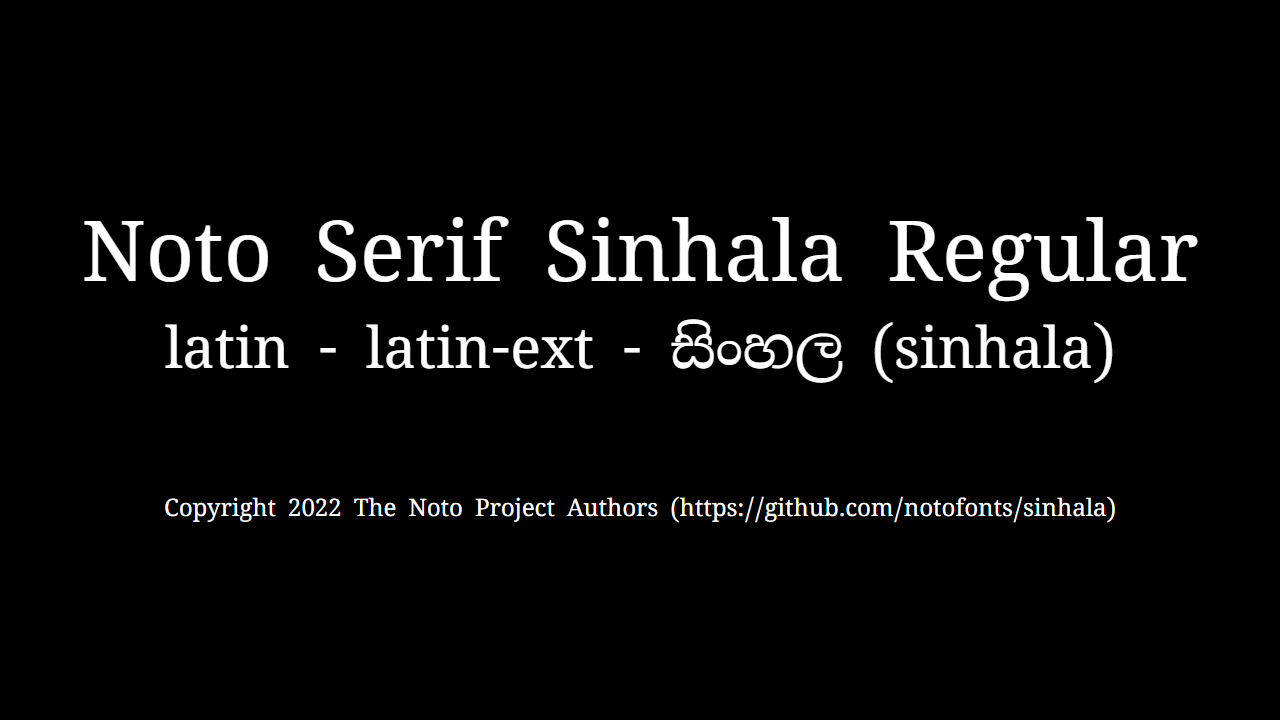 Noto Serif Sinhala Regular
latin - latin-ext - සිංහල (sinhala)
Copyright 2022 The Noto Project Authors (https://github.com/notofonts/sinhala)